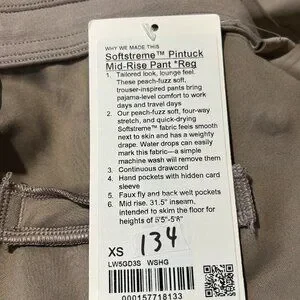 WHY WE MADE THIS
Softstreme™ Pintuck
Mid-Rise Pant *Reg
1. Tailored look, lounge feel.
These peach-fuzz soft,
trouser-inspired pants bring
pajama-level comfort to work
days and travel days
2. Our peach-fuzz soft, four-way
stretch, and quick-drying
Softstreme™ fabric feels smooth
next to skin and has a weighty
drape. Water drops can easily
mark this fabric—a simple
machine wash will remove them
3. Continuous drawcord
4. Hand pockets with hidden card
sleeve
5. Faux fly and back welt pockets
6. Mid rise. 31.5" inseam,
intended to skim the floor for
heights of 5'5"-5'8"
XS 134
LW5GD3S WSHG
000157718133